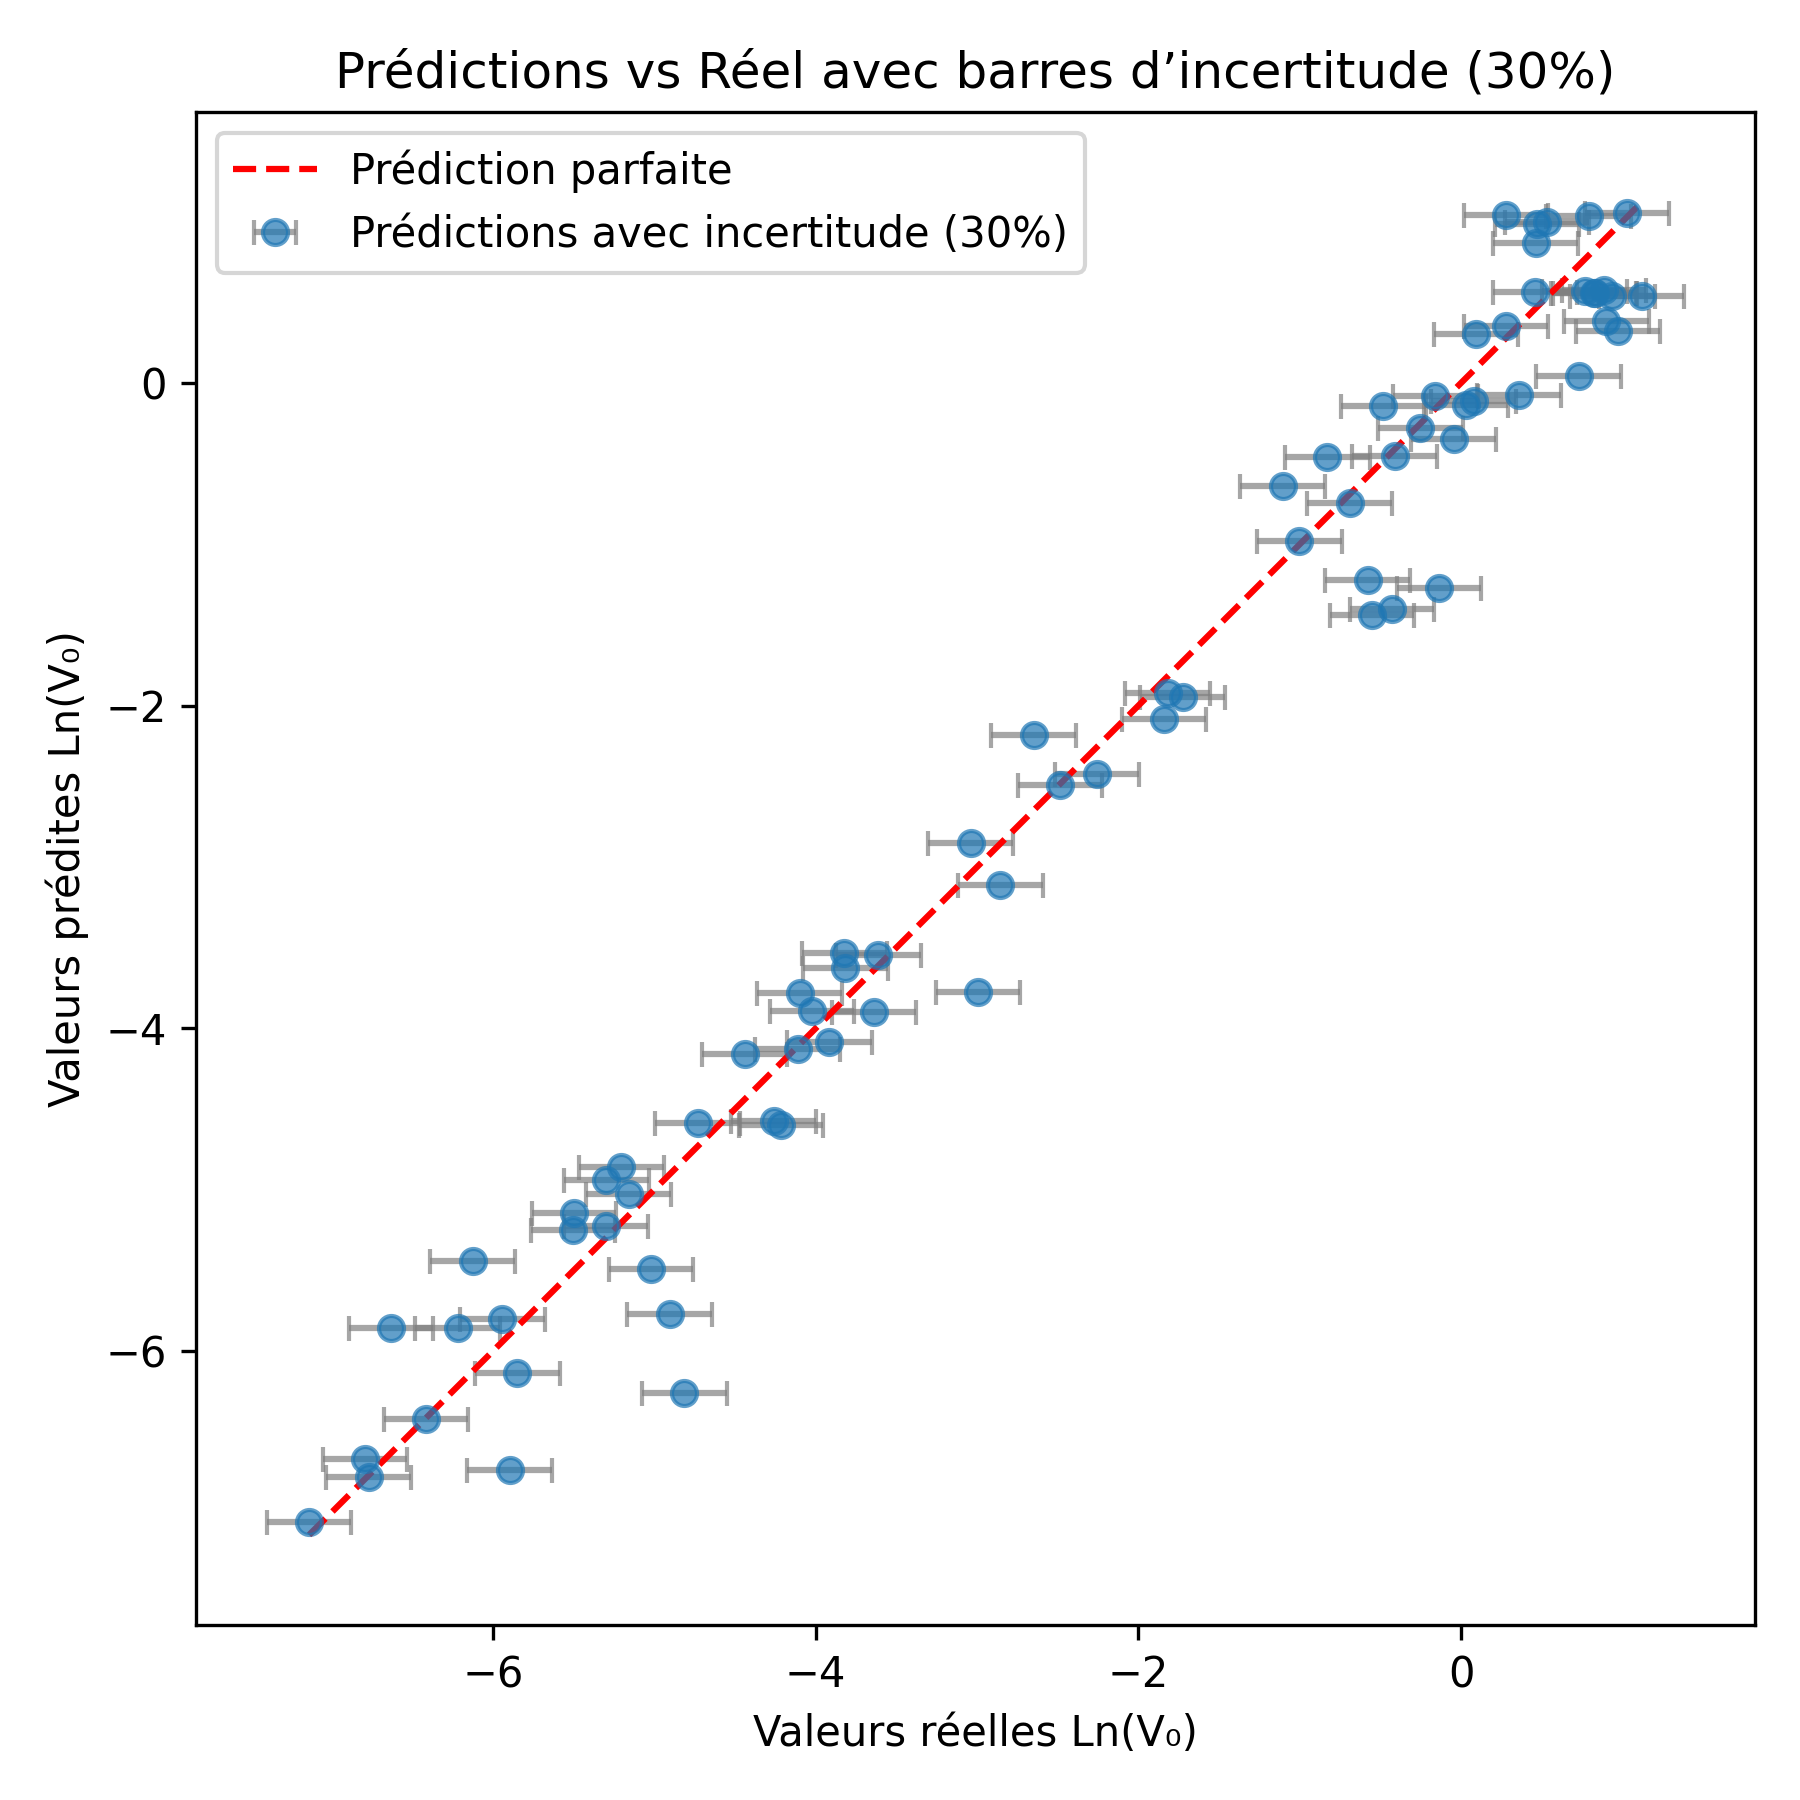 Prédictions vs Réel avec barres d’incertitude (30%)
Prédiction parfaite
Prédictions avec incertitude (30%)
Valeurs prédites Ln(V₀)
0
−2
−4
−6
−6 −4 −2 0
Valeurs réelles Ln(V₀)